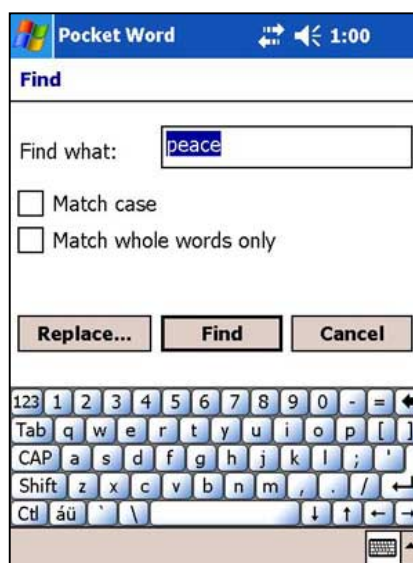 Pocket Word 1:00
Find
Find what: peace
Match case
Match whole words only
Replace... Find Cancel
123 1 2 3 4 5 6 7 8 9 0 - = ←
Tab q w e r t y u i o p [ ]
CAP a s d f g h j k l ; '
Shift z x c v b n m , . / ↵
Ctl áü ` \ ↓ ↑ ← →